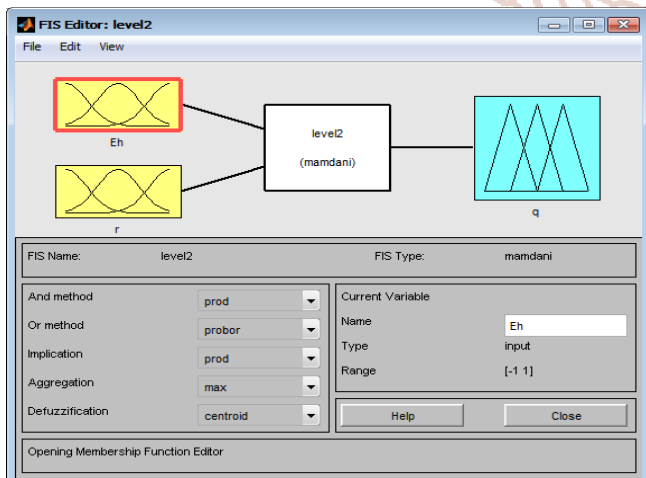 FIS Editor: level2
File Edit View
Eh
r
level2
(mamdani)
q
FIS Name: level2 FIS Type: mamdani
And method prod
Or method probor
Implication prod
Aggregation max
Defuzzification centroid
Current Variable
Name Eh
Type input
Range [-1 1]
Help Close
Opening Membership Function Editor